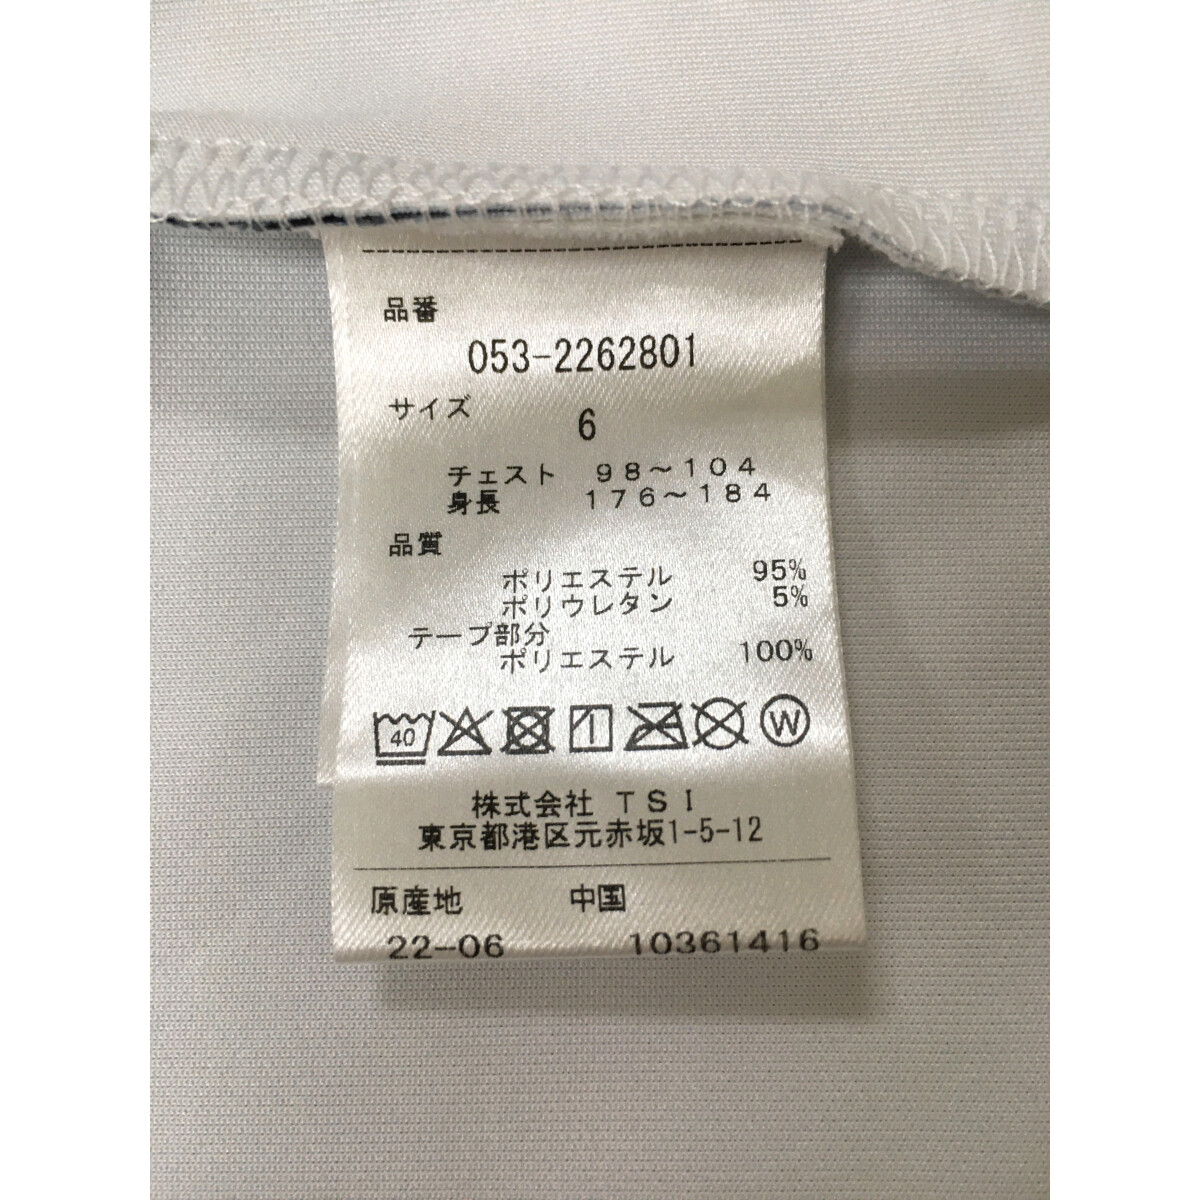 品番
053-2262801
サイズ
6
チェスト 98~104
身長 176~184
品質
ポリエステル 95%
ポリウレタン 5%
テープ部分
ポリエステル 100%
40 W
株式会社 TSI
東京都港区元赤坂1-5-12
原産地 中国
22-06 10361416